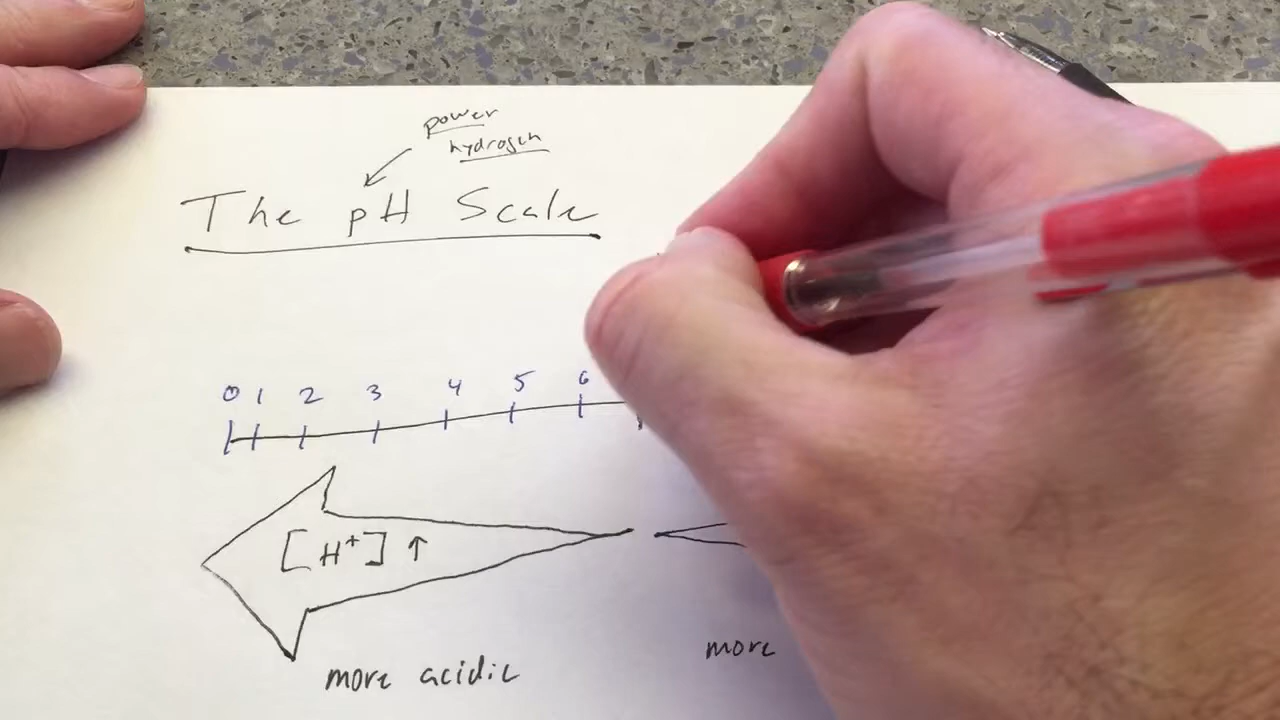 power
hydrogen
The pH Scale
0 1 2 3 4 5 6
[H⁺] ↑
more acidic
more